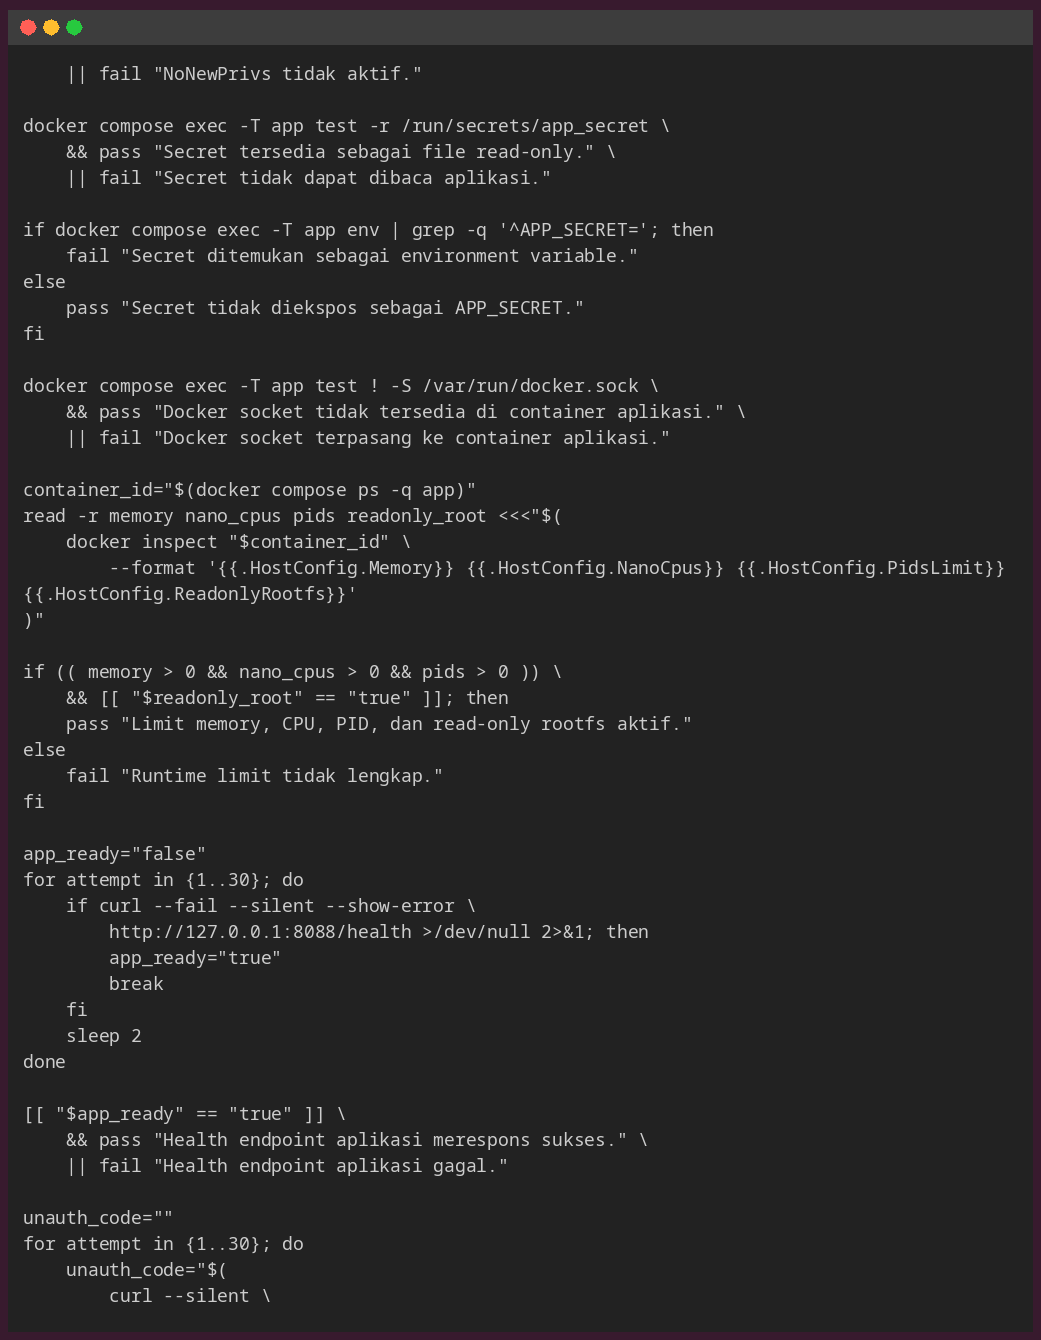 || fail "NoNewPrivs tidak aktif."

docker compose exec -T app test -r /run/secrets/app_secret \
    && pass "Secret tersedia sebagai file read-only." \
    || fail "Secret tidak dapat dibaca aplikasi."

if docker compose exec -T app env | grep -q '^APP_SECRET='; then
    fail "Secret ditemukan sebagai environment variable."
else
    pass "Secret tidak diekspos sebagai APP_SECRET."
fi

docker compose exec -T app test ! -S /var/run/docker.sock \
    && pass "Docker socket tidak tersedia di container aplikasi." \
    || fail "Docker socket terpasang ke container aplikasi."

container_id="$(docker compose ps -q app)"
read -r memory nano_cpus pids readonly_root <<<"$(
    docker inspect "$container_id" \
        --format '{{.HostConfig.Memory}} {{.HostConfig.NanoCpus}} {{.HostConfig.PidsLimit}}
{{.HostConfig.ReadonlyRootfs}}'
)"

if (( memory > 0 && nano_cpus > 0 && pids > 0 )) \
    && [[ "$readonly_root" == "true" ]]; then
    pass "Limit memory, CPU, PID, dan read-only rootfs aktif."
else
    fail "Runtime limit tidak lengkap."
fi

app_ready="false"
for attempt in {1..30}; do
    if curl --fail --silent --show-error \
        http://127.0.0.1:8088/health >/dev/null 2>&1; then
        app_ready="true"
        break
    fi
    sleep 2
done

[[ "$app_ready" == "true" ]] \
    && pass "Health endpoint aplikasi merespons sukses." \
    || fail "Health endpoint aplikasi gagal."

unauth_code=""
for attempt in {1..30}; do
    unauth_code="$(
        curl --silent \